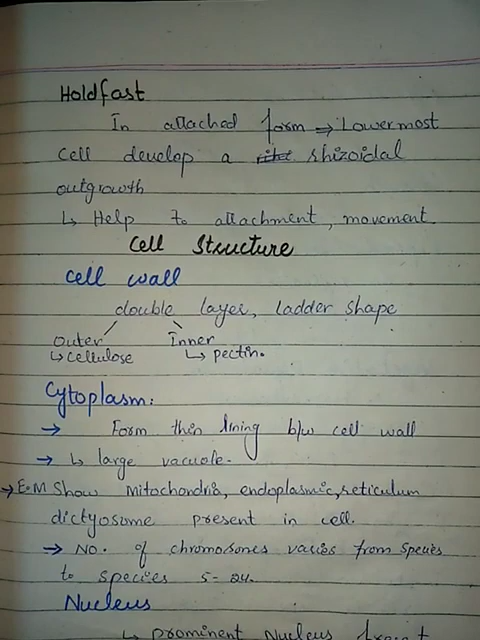 Holdfast
In attached form ⇒ Lowermost
cell develop a rhizoidal
outgrowth
↳ Help to attachment, movement.
Cell Structure
Cell wall
double layer, ladder shape
Outer Inner
↳ cellulose ↳ pectin.
Cytoplasm:
→ Form thin lining b/w cell wall
→ ↳ large vacuole.
→ E.M Show Mitochondria, endoplasmic, reticulum
dictyosome present in cell.
→ NO. of chromosones varies from species
to species 5-24.
Nucleus
↳ prominent Nucleus